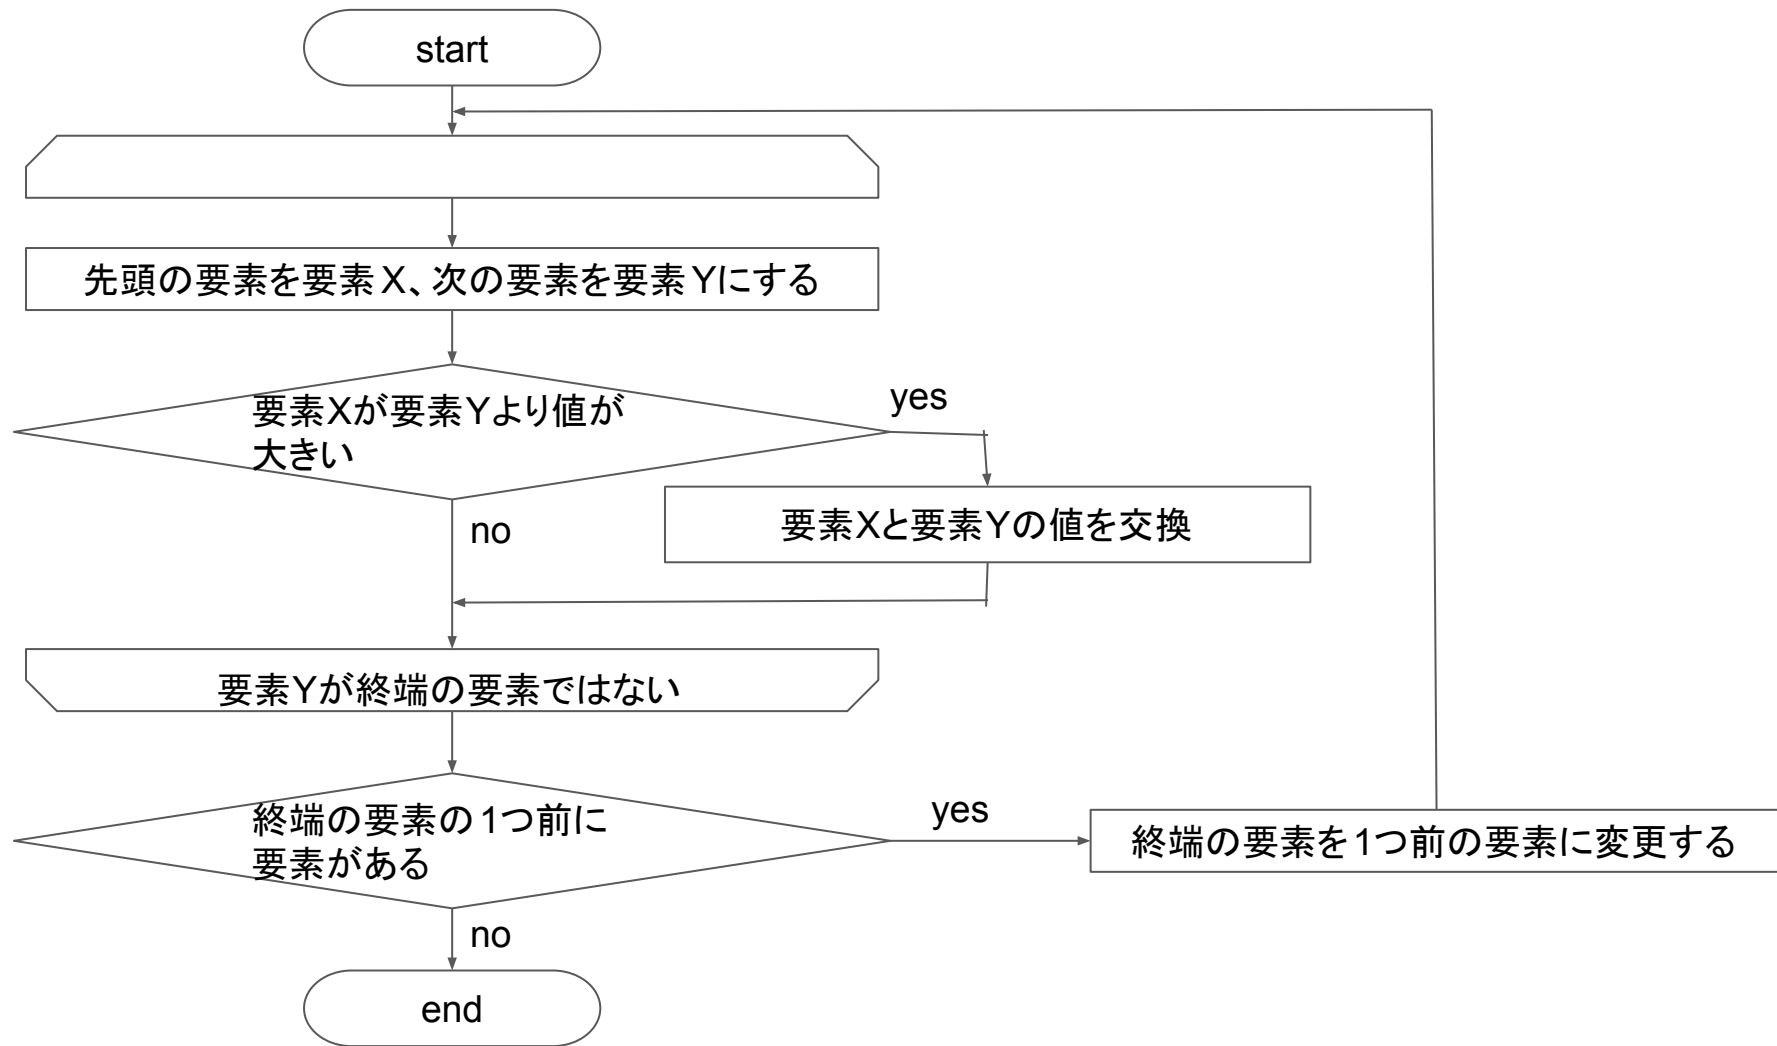 start
先頭の要素を要素X、次の要素を要素Yにする
要素Xが要素Yより値が
大きい
yes
要素Xと要素Yの値を交換
no
要素Yが終端の要素ではない
終端の要素の1つ前に
要素がある
yes
終端の要素を1つ前の要素に変更する
no
end